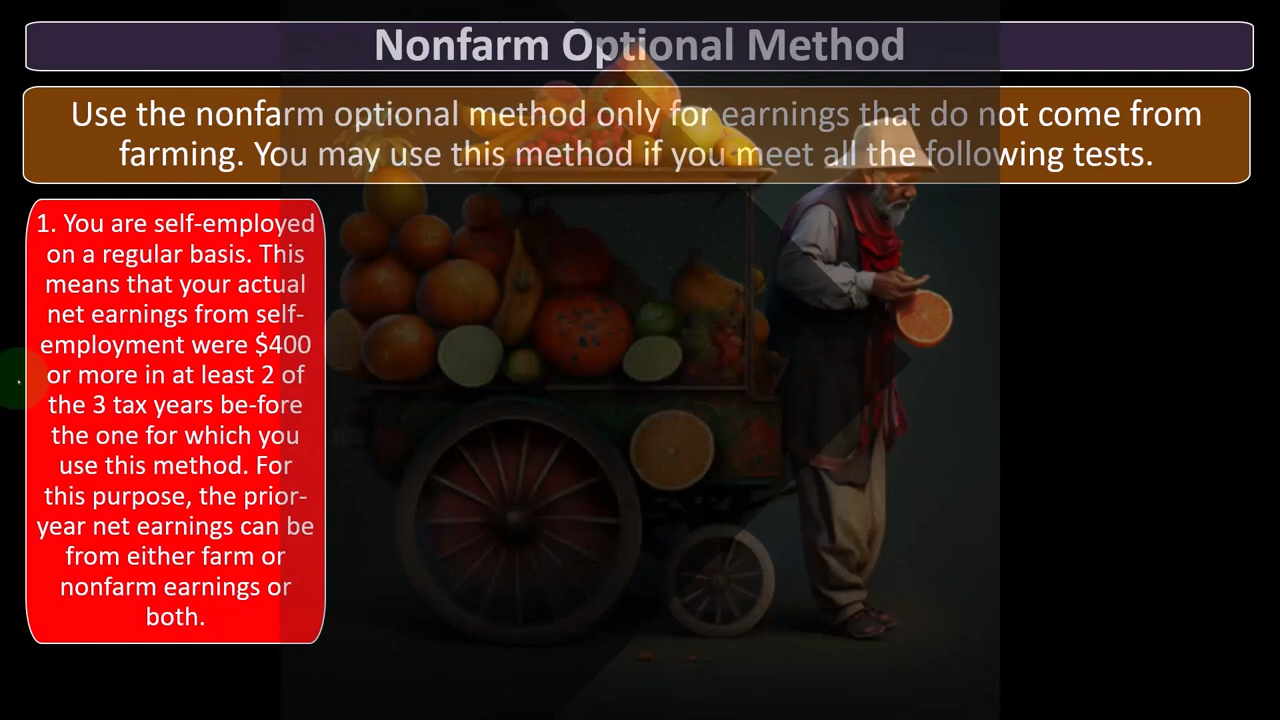 Nonfarm Optional Method
Use the nonfarm optional method only for earnings that do not come from
farming. You may use this method if you meet all the following tests.
1. You are self-employed
on a regular basis. This
means that your actual
net earnings from self-
employment were $400
or more in at least 2 of
the 3 tax years be-fore
the one for which you
use this method. For
this purpose, the prior-
year net earnings can be
from either farm or
nonfarm earnings or
both.